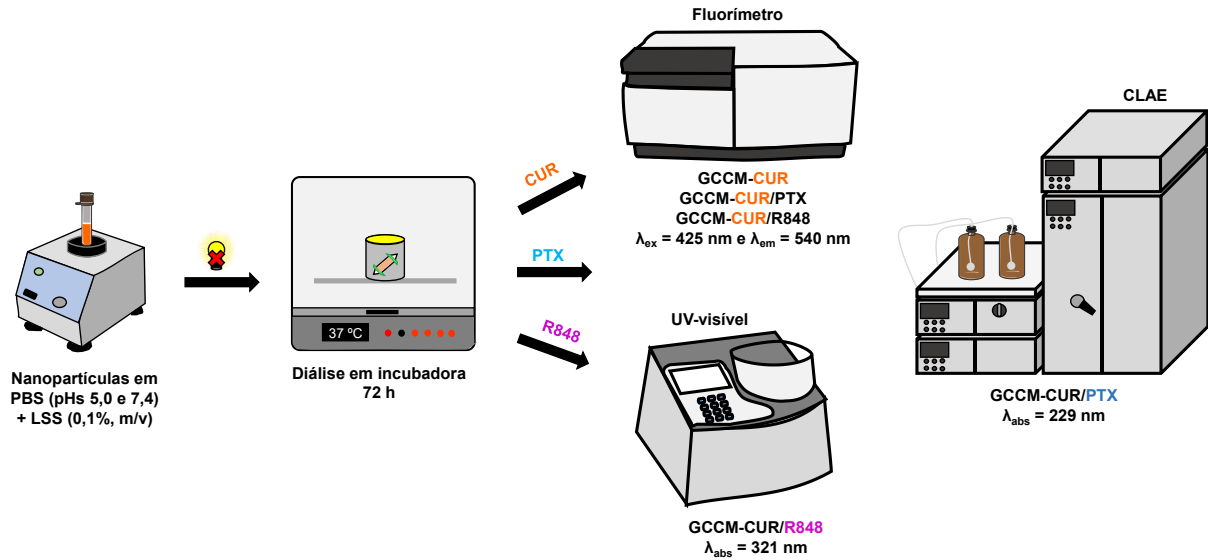 Nanopartículas em
PBS (pHs 5,0 e 7,4)
+ LSS (0,1%, m/v)
37 ºC
Diálise em incubadora
72 h
CUR
PTX
R848
Fluorímetro
GCCM-CUR
GCCM-CUR/PTX
GCCM-CUR/R848
λex = 425 nm e λem = 540 nm
UV-visível
GCCM-CUR/R848
λabs = 321 nm
CLAE
GCCM-CUR/PTX
λabs = 229 nm